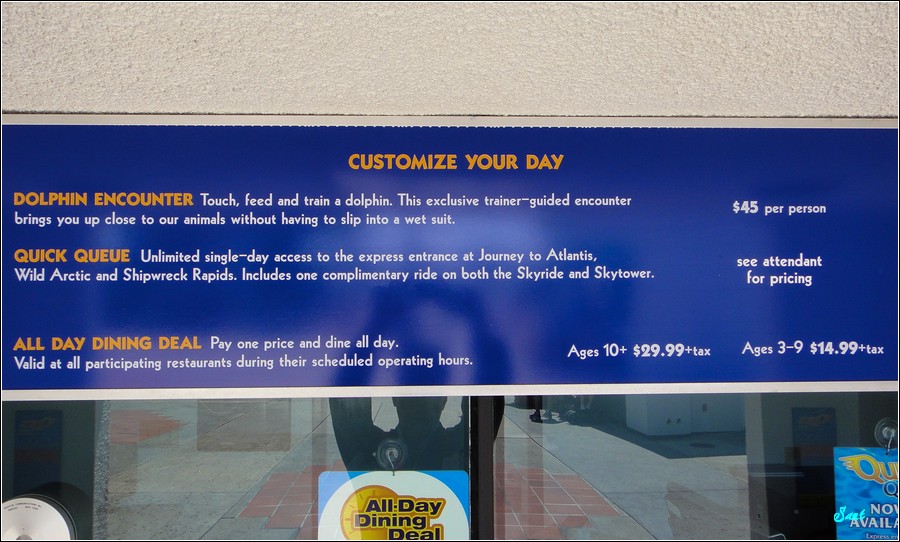 CUSTOMIZE YOUR DAY
DOLPHIN ENCOUNTER Touch, feed and train a dolphin. This exclusive trainer-guided encounter
brings you up close to our animals without having to slip into a wet suit.
$45 per person
QUICK QUEUE Unlimited single-day access to the express entrance at Journey to Atlantis,
Wild Arctic and Shipwreck Rapids. Includes one complimentary ride on both the Skyride and Skytower.
see attendant
for pricing
ALL DAY DINING DEAL Pay one price and dine all day.
Valid at all participating restaurants during their scheduled operating hours.
Ages 10+ $29.99+tax
Ages 3-9 $14.99+tax
All-Day
Dining
Deal
QU
Q
NOV
AVAILA
Express en